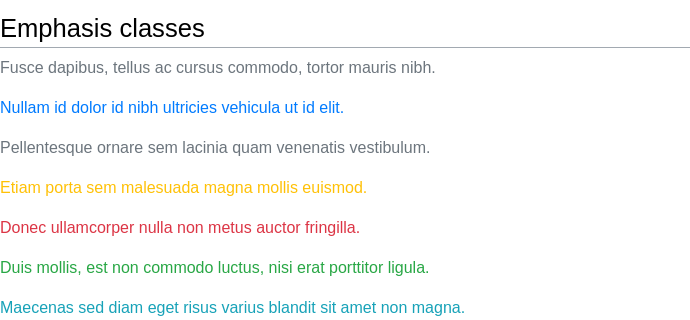 Emphasis classes
Fusce dapibus, tellus ac cursus commodo, tortor mauris nibh.
Nullam id dolor id nibh ultricies vehicula ut id elit.
Pellentesque ornare sem lacinia quam venenatis vestibulum.
Etiam porta sem malesuada magna mollis euismod.
Donec ullamcorper nulla non metus auctor fringilla.
Duis mollis, est non commodo luctus, nisi erat porttitor ligula.
Maecenas sed diam eget risus varius blandit sit amet non magna.